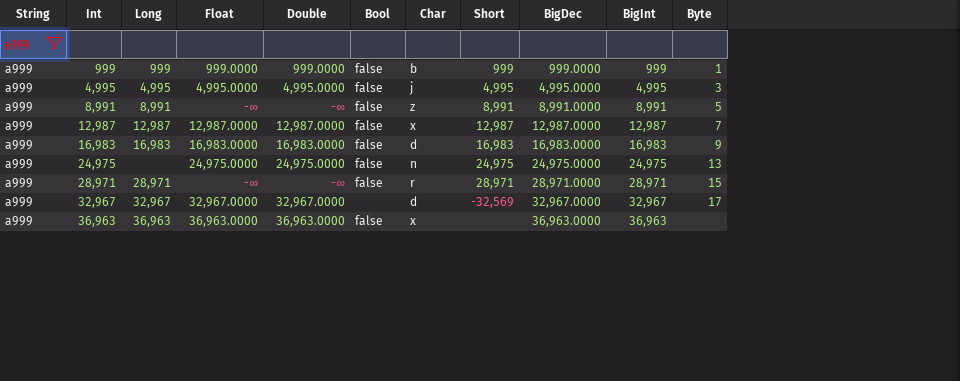 String Int Long Float Double Bool Char Short BigDec BigInt Byte
a999
a999 999 999 999.0000 999.0000 false b 999 999.0000 999 1
a999 4,995 4,995 4,995.0000 4,995.0000 false j 4,995 4,995.0000 4,995 3
a999 8,991 8,991 -∞ -∞ false z 8,991 8,991.0000 8,991 5
a999 12,987 12,987 12,987.0000 12,987.0000 false x 12,987 12,987.0000 12,987 7
a999 16,983 16,983 16,983.0000 16,983.0000 false d 16,983 16,983.0000 16,983 9
a999 24,975 24,975.0000 24,975.0000 false n 24,975 24,975.0000 24,975 13
a999 28,971 28,971 -∞ -∞ false r 28,971 28,971.0000 28,971 15
a999 32,967 32,967 32,967.0000 32,967.0000 d -32,569 32,967.0000 32,967 17
a999 36,963 36,963 36,963.0000 36,963.0000 false x 36,963.0000 36,963